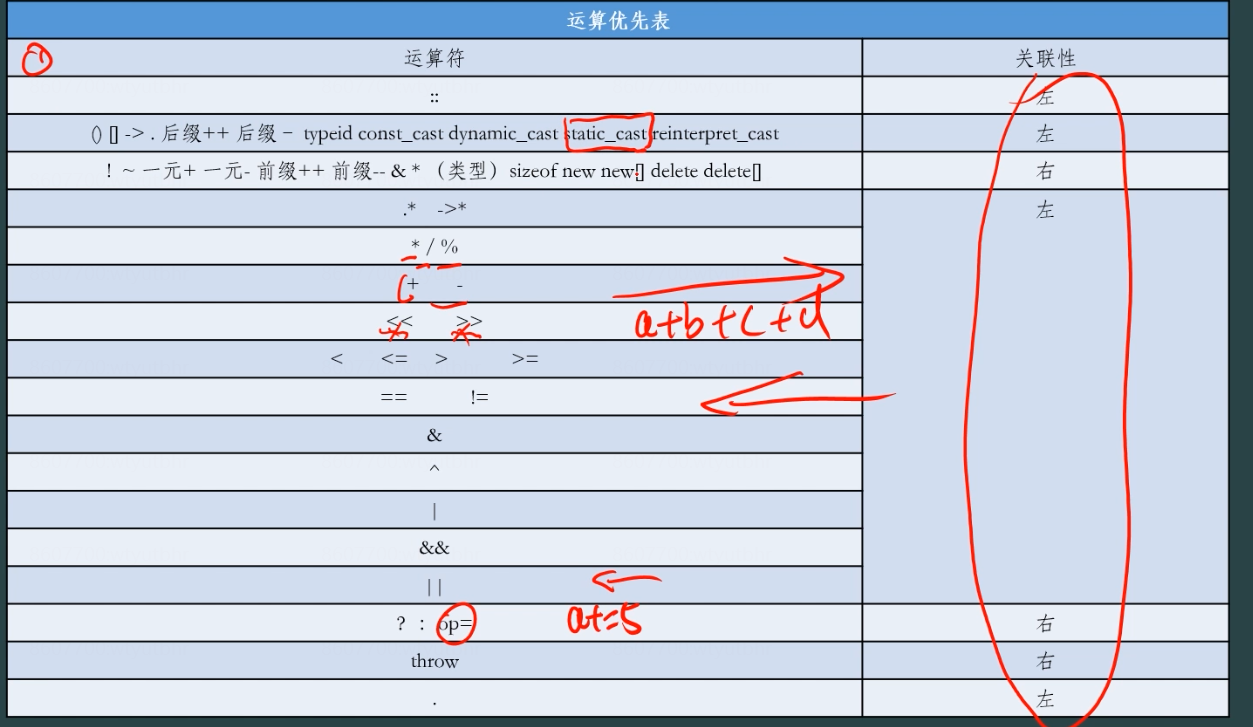 运算优先表
运算符 关联性
:: 左
() [] -> . 后缀++ 后缀- typeid const_cast dynamic_cast static_cast reinterpret_cast 左
! ~ 一元+ 一元- 前缀++ 前缀-- & * （类型）sizeof new new[] delete delete[] 右
.* ->* 左
* / %
+ -
<< >>
a+b+c+d
< <= > >=
== !=
&
^
|
&&
||
? : op= 右
a+=5
throw 右
. 左